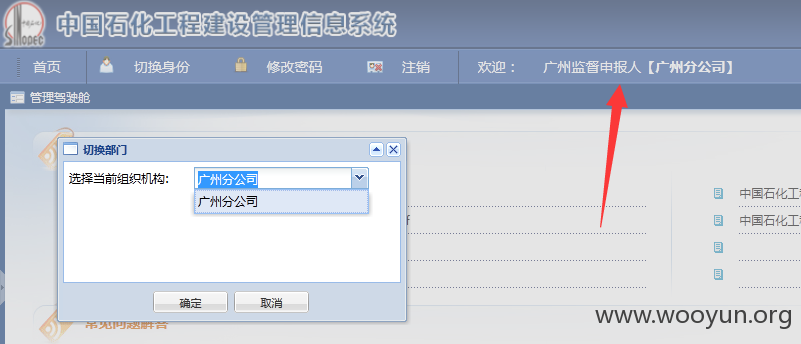 SINOPEC 中国石化工程建设管理信息系统
首页 切换身份 修改密码 注销 欢迎： 广州监督申报人【广州分公司】
管理驾驶舱
切换部门
选择当前组织机构： 广州分公司
广州分公司
中国石化工程
f 中国石化工程
确定 取消
常见问题解答
www.wooyun.org